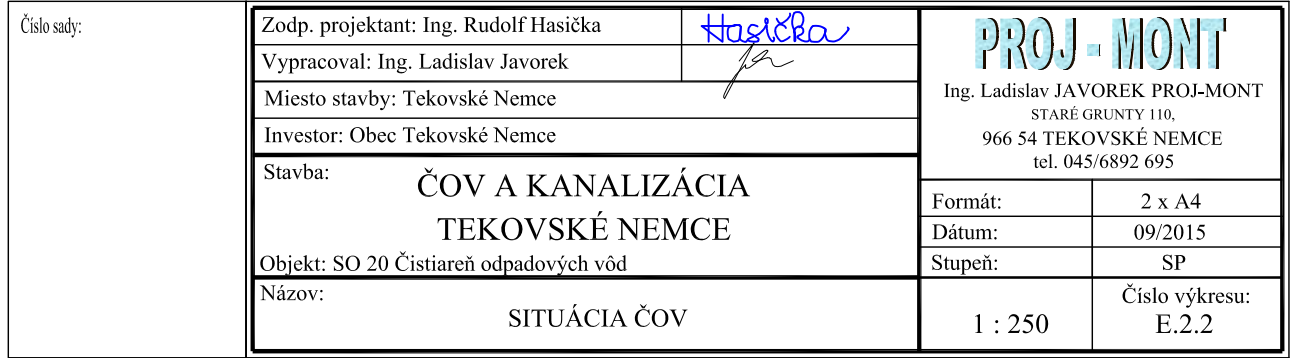 Číslo sady:
Zodp. projektant: Ing. Rudolf Hasička
Hasička
Vypracoval: Ing. Ladislav Javorek
Miesto stavby: Tekovské Nemce
Investor: Obec Tekovské Nemce
PROJ - MONT
Ing. Ladislav JAVOREK PROJ-MONT
STARÉ GRUNTY 110,
966 54 TEKOVSKÉ NEMCE
tel. 045/6892 695
Stavba:
ČOV A KANALIZÁCIA
TEKOVSKÉ NEMCE
Objekt: SO 20 Čistiareň odpadových vôd
Formát: 2 x A4
Dátum: 09/2015
Stupeň: SP
Názov:
SITUÁCIA ČOV
1 : 250
Číslo výkresu:
E.2.2